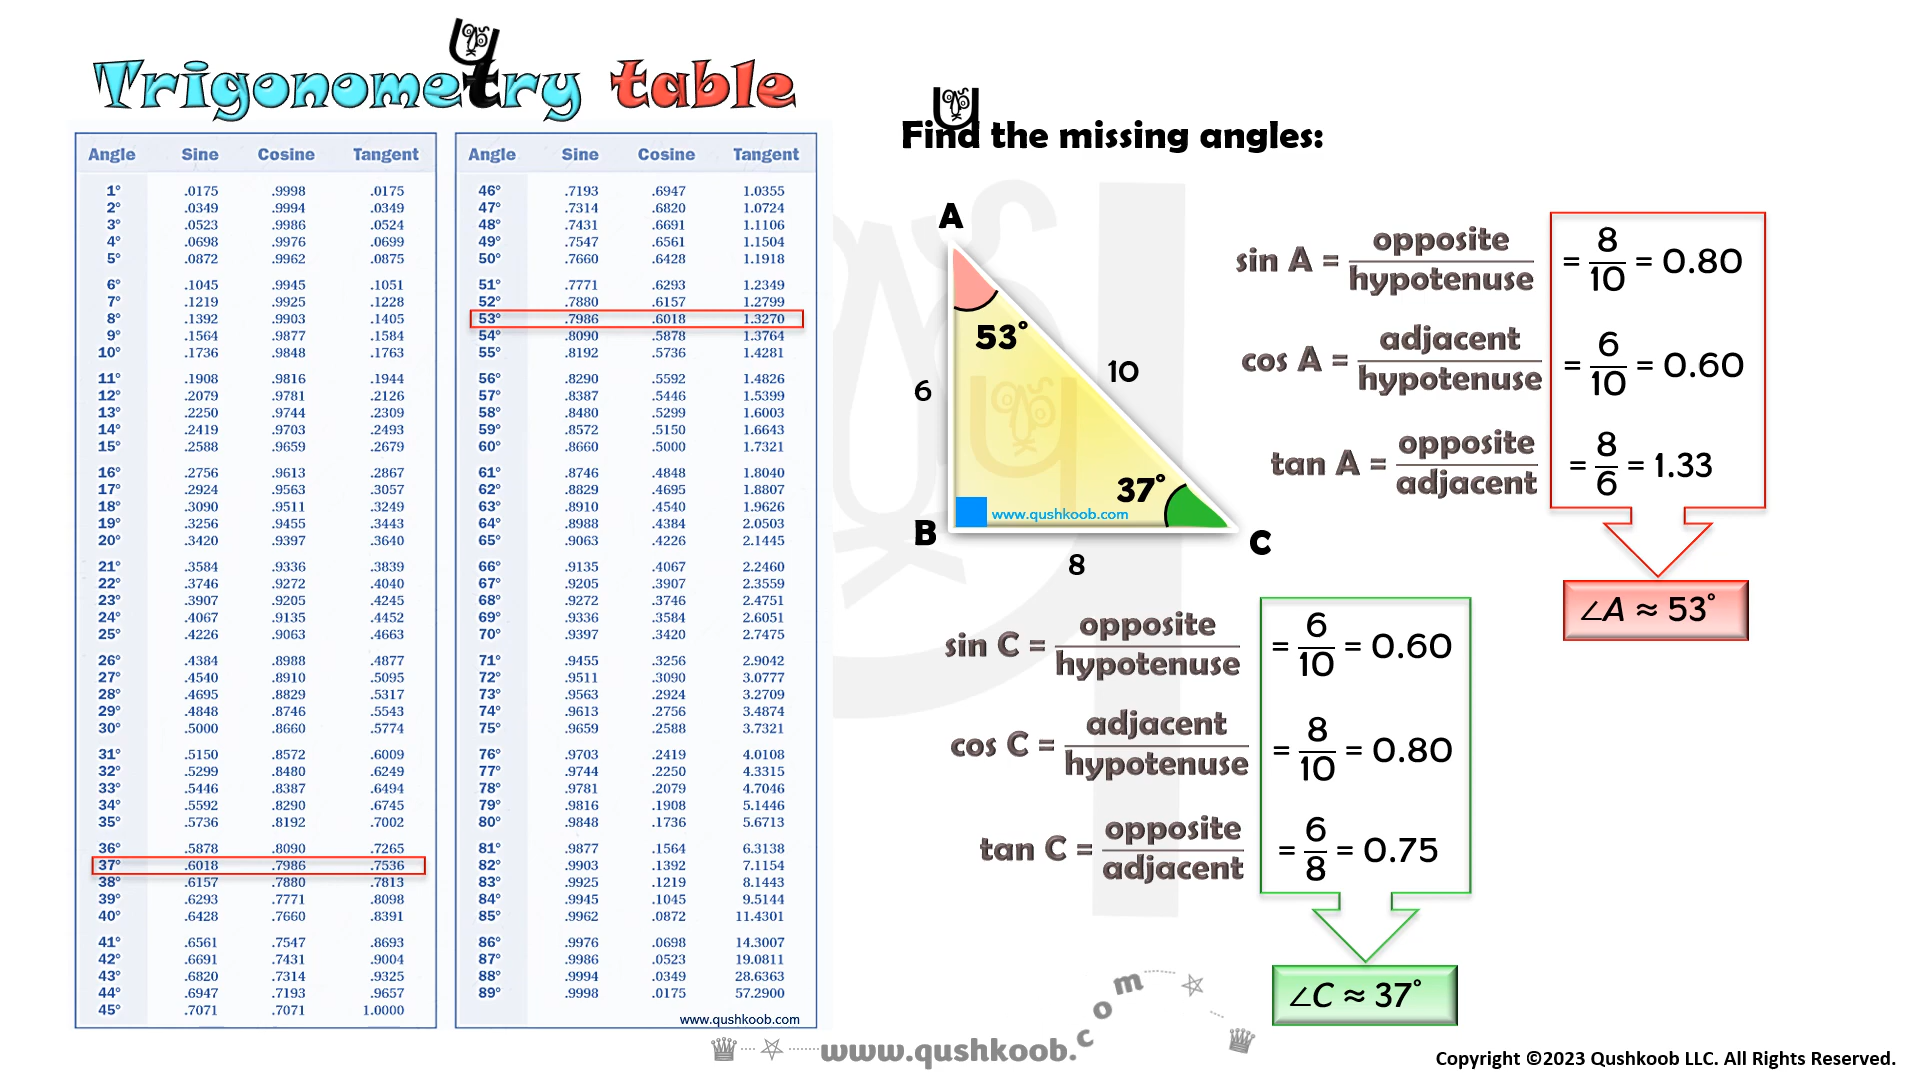 Trigonometry table
Angle Sine Cosine Tangent
1° .0175 .9998 .0175
2° .0349 .9994 .0349
3° .0523 .9986 .0524
4° .0698 .9976 .0699
5° .0872 .9962 .0875
6° .1045 .9945 .1051
7° .1219 .9925 .1228
8° .1392 .9903 .1405
9° .1564 .9877 .1584
10° .1736 .9848 .1763
11° .1908 .9816 .1944
12° .2079 .9781 .2126
13° .2250 .9744 .2309
14° .2419 .9703 .2493
15° .2588 .9659 .2679
16° .2756 .9613 .2867
17° .2924 .9563 .3057
18° .3090 .9511 .3249
19° .3256 .9455 .3443
20° .3420 .9397 .3640
21° .3584 .9336 .3839
22° .3746 .9272 .4040
23° .3907 .9205 .4245
24° .4067 .9135 .4452
25° .4226 .9063 .4663
26° .4384 .8988 .4877
27° .4540 .8910 .5095
28° .4695 .8829 .5317
29° .4848 .8746 .5543
30° .5000 .8660 .5774
31° .5150 .8572 .6009
32° .5299 .8480 .6249
33° .5446 .8387 .6494
34° .5592 .8290 .6745
35° .5736 .8192 .7002
36° .5878 .8090 .7265
37° .6018 .7986 .7536
38° .6157 .7880 .7813
39° .6293 .7771 .8098
40° .6428 .7660 .8391
41° .6561 .7547 .8693
42° .6691 .7431 .9004
43° .6820 .7314 .9325
44° .6947 .7193 .9657
45° .7071 .7071 1.0000
Angle Sine Cosine Tangent
46° .7193 .6947 1.0355
47° .7314 .6820 1.0724
48° .7431 .6691 1.1106
49° .7547 .6561 1.1504
50° .7660 .6428 1.1918
51° .7771 .6293 1.2349
52° .7880 .6157 1.2799
53° .7986 .6018 1.3270
54° .8090 .5878 1.3764
55° .8192 .5736 1.4281
56° .8290 .5592 1.4826
57° .8387 .5446 1.5399
58° .8480 .5299 1.6003
59° .8572 .5150 1.6643
60° .8660 .5000 1.7321
61° .8746 .4848 1.8040
62° .8829 .4695 1.8807
63° .8910 .4540 1.9626
64° .8988 .4384 2.0503
65° .9063 .4226 2.1445
66° .9135 .4067 2.2460
67° .9205 .3907 2.3559
68° .9272 .3746 2.4751
69° .9336 .3584 2.6051
70° .9397 .3420 2.7475
71° .9455 .3256 2.9042
72° .9511 .3090 3.0777
73° .9563 .2924 3.2709
74° .9613 .2756 3.4874
75° .9659 .2588 3.7321
76° .9703 .2419 4.0108
77° .9744 .2250 4.3315
78° .9781 .2079 4.7046
79° .9816 .1908 5.1446
80° .9848 .1736 5.6713
81° .9877 .1564 6.3138
82° .9903 .1392 7.1154
83° .9925 .1219 8.1443
84° .9945 .1045 9.5144
85° .9962 .0872 11.4301
86° .9976 .0698 14.3007
87° .9986 .0523 19.0811
88° .9994 .0349 28.6363
89° .9998 .0175 57.2900
www.qushkoob.com
Find the missing angles:
A
53°
6
10
37°
www.qushkoob.com
B
C
8
sin A = opposite/hypotenuse = 8/10 = 0.80
cos A = adjacent/hypotenuse = 6/10 = 0.60
tan A = opposite/adjacent = 8/6 = 1.33
∠A ≈ 53°
sin C = opposite/hypotenuse = 6/10 = 0.60
cos C = adjacent/hypotenuse = 8/10 = 0.80
tan C = opposite/adjacent = 6/8 = 0.75
∠C ≈ 37°
www.qushkoob.com
Copyright ©2023 Qushkoob LLC. All Rights Reserved.